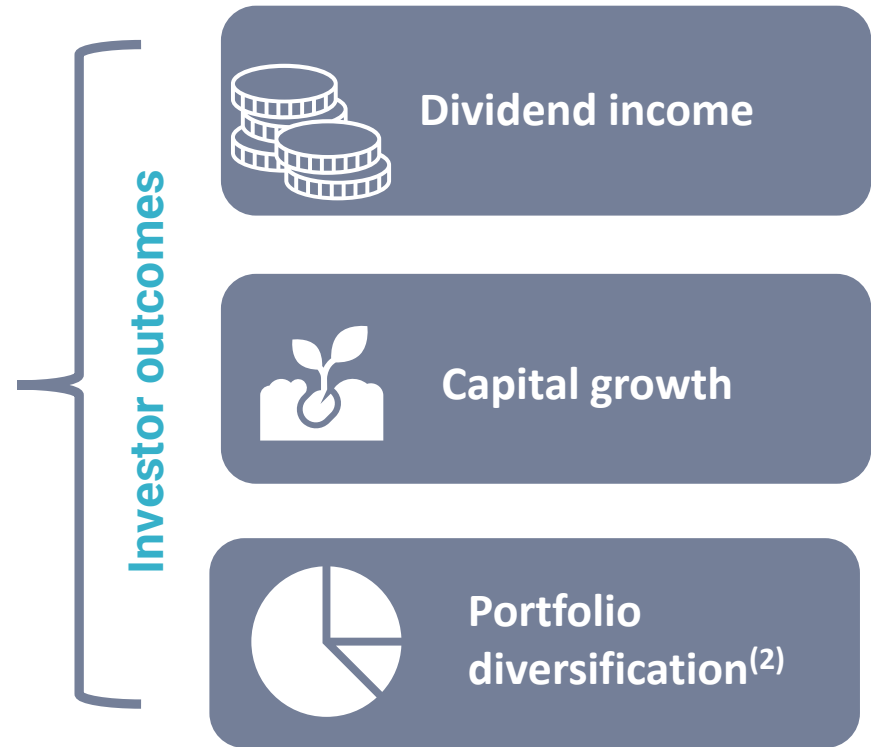 Investor outcomes
Dividend income
Capital growth
Portfolio
diversification(2)